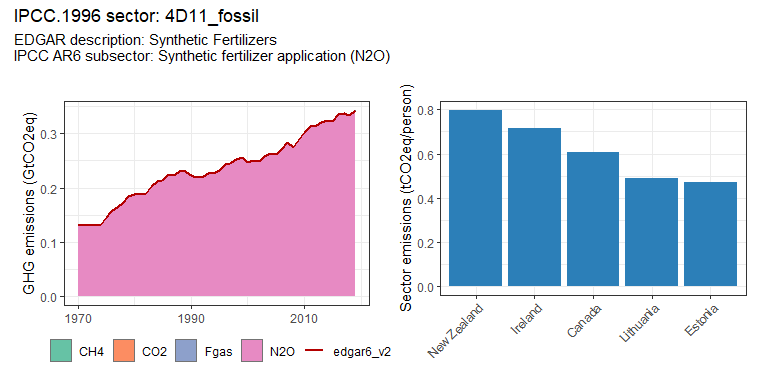 IPCC.1996 sector: 4D11_fossil
EDGAR description: Synthetic Fertilizers
IPCC AR6 subsector: Synthetic fertilizer application (N2O)
GHG emissions (GtCO2eq)
0.3
0.2
0.1
0.0
1970
1990
2010
CH4
CO2
Fgas
N2O
edgar6_v2
Sector emissions (tCO2eq/person)
0.8
0.6
0.4
0.2
0.0
New Zealand
Ireland
Canada
Lithuania
Estonia